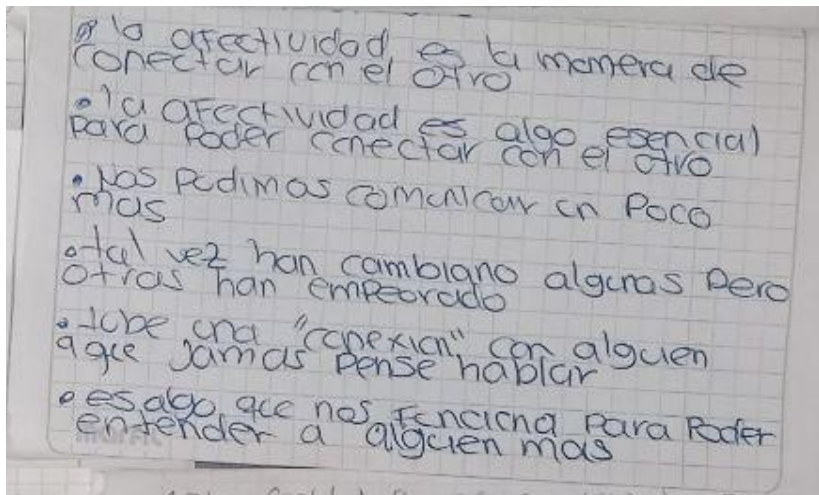 • la afectividad es la manera de
conectar con el otro
• la afectividad es algo esencial
para poder conectar con el otro
• Nos pudimos comunicar un poco
mas
• tal vez han cambiano algunas pero
otras han empeorado
• tube una "conexion" con alguien
a que jamas pense hablar
• es algo que nos funciona para poder
entender a alguien mas